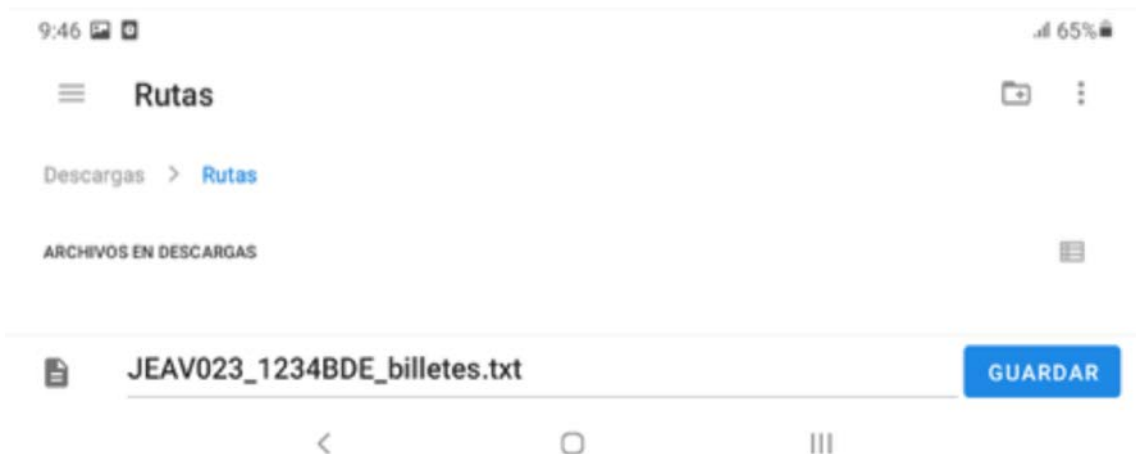 9:46 65%
Rutas
Descargas > Rutas
ARCHIVOS EN DESCARGAS
JEAV023_1234BDE_billetes.txt GUARDAR